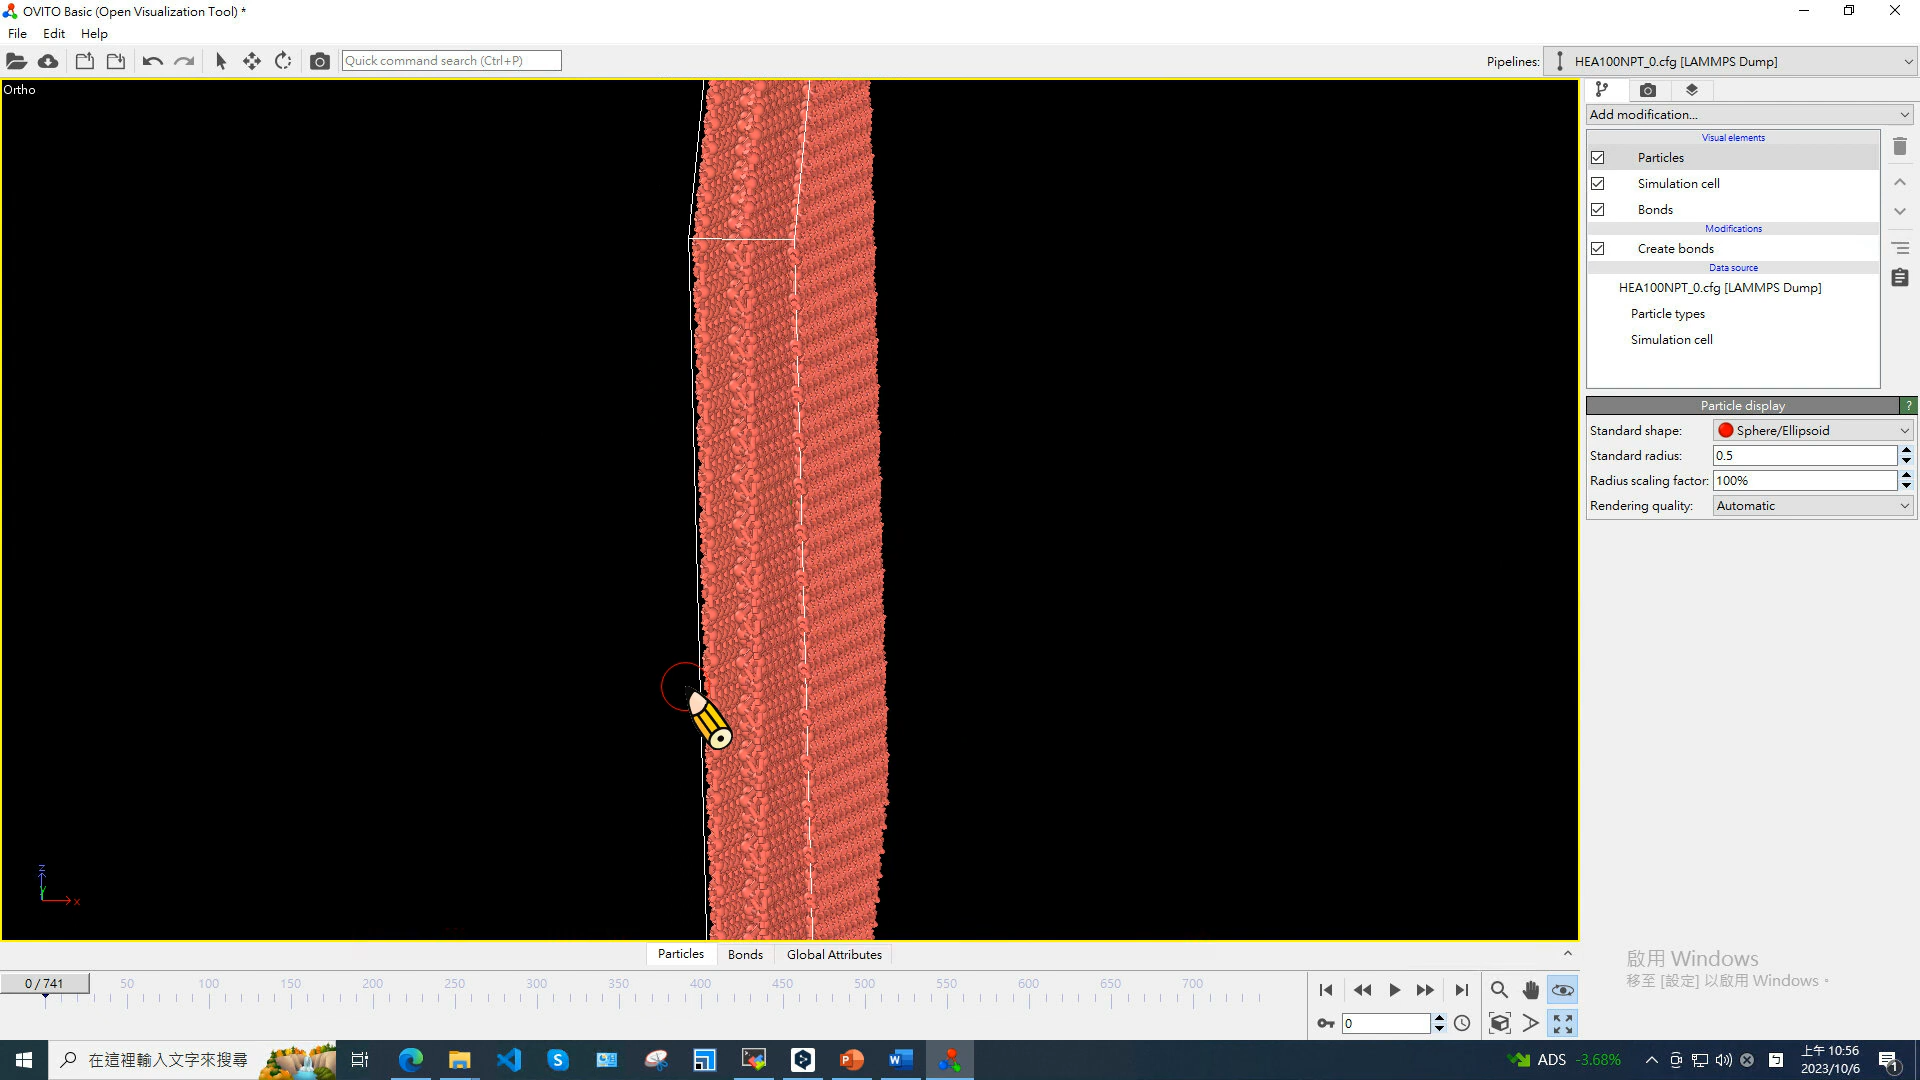 OVITO Basic (Open Visualization Tool) *
File Edit Help
Quick command search (Ctrl+P)
Pipelines: HEA100NPT_0.cfg [LAMMPS Dump]
Ortho
Add modification...
Visual elements
Particles
Simulation cell
Bonds
Modifications
Create bonds
Data source
HEA100NPT_0.cfg [LAMMPS Dump]
Particle types
Simulation cell
Particle display ?
Standard shape: Sphere/Ellipsoid
Standard radius: 0.5
Radius scaling factor: 100%
Rendering quality: Automatic
z
y
x
Particles Bonds Global Attributes
啟用 Windows
移至 [設定] 以啟用 Windows。
0 / 741 50 100 150 200 250 300 350 400 450 500 550 600 650 700
0
在這裡輸入文字來搜尋
ADS -3.68%
上午 10:56
2023/10/6
1